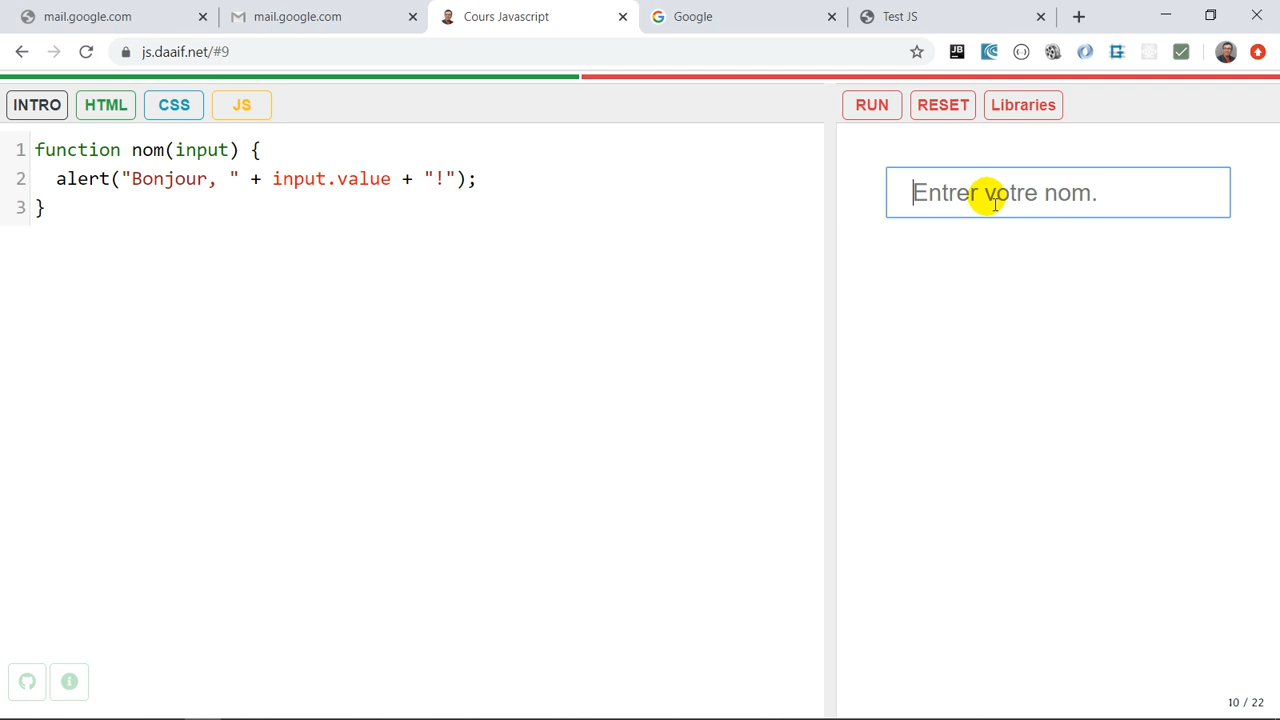 mail.google.com
mail.google.com
Cours Javascript
Google
Test JS
js.daaif.net/#9
JB
INTRO HTML CSS JS
RUN RESET Libraries
1 function nom(input) {
2 alert("Bonjour, " + input.value + "!");
3 }
Entrer votre nom.
10 / 22